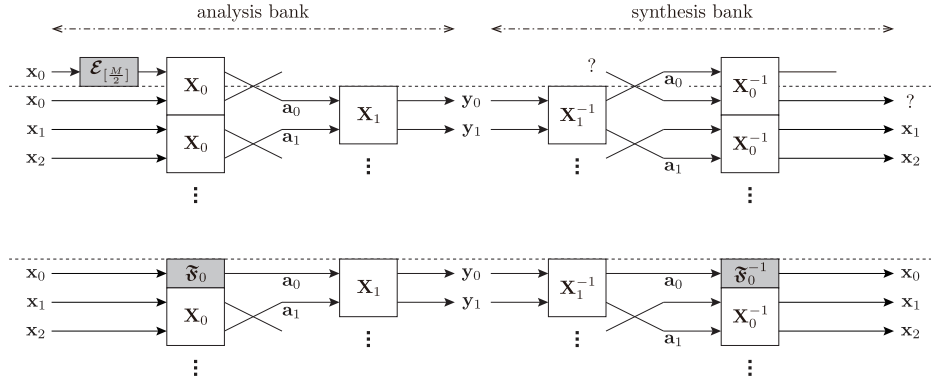 analysis bank synthesis bank
x₀ 𝓔_[M/2] X₀ ? a₀ X₀⁻¹
x₀ a₀ X₁ y₀ X₁⁻¹ ?
x₁ X₀ a₁ y₁ X₀⁻¹ x₁
x₂ ⋮ ⋮ a₁ x₂
⋮ ⋮
x₀ 𝕱₀ a₀ X₁ y₀ X₁⁻¹ a₀ 𝕱₀⁻¹ x₀
x₁ X₀ a₁ y₁ X₀⁻¹ x₁
x₂ ⋮ ⋮ a₁ x₂
⋮ ⋮